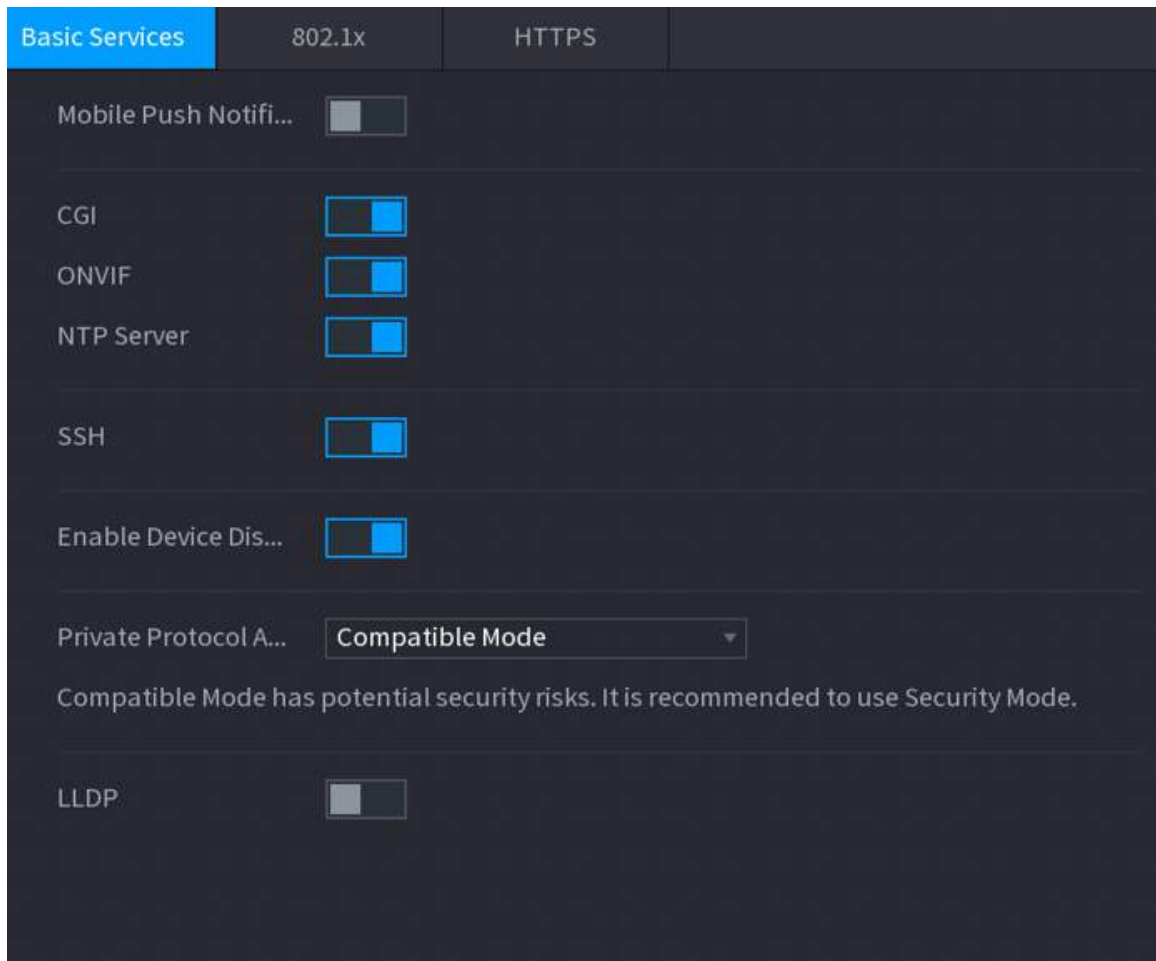 Basic Services 802.1x HTTPS
Mobile Push Notifi...
CGI
ONVIF
NTP Server
SSH
Enable Device Dis...
Private Protocol A... Compatible Mode
Compatible Mode has potential security risks. It is recommended to use Security Mode.
LLDP